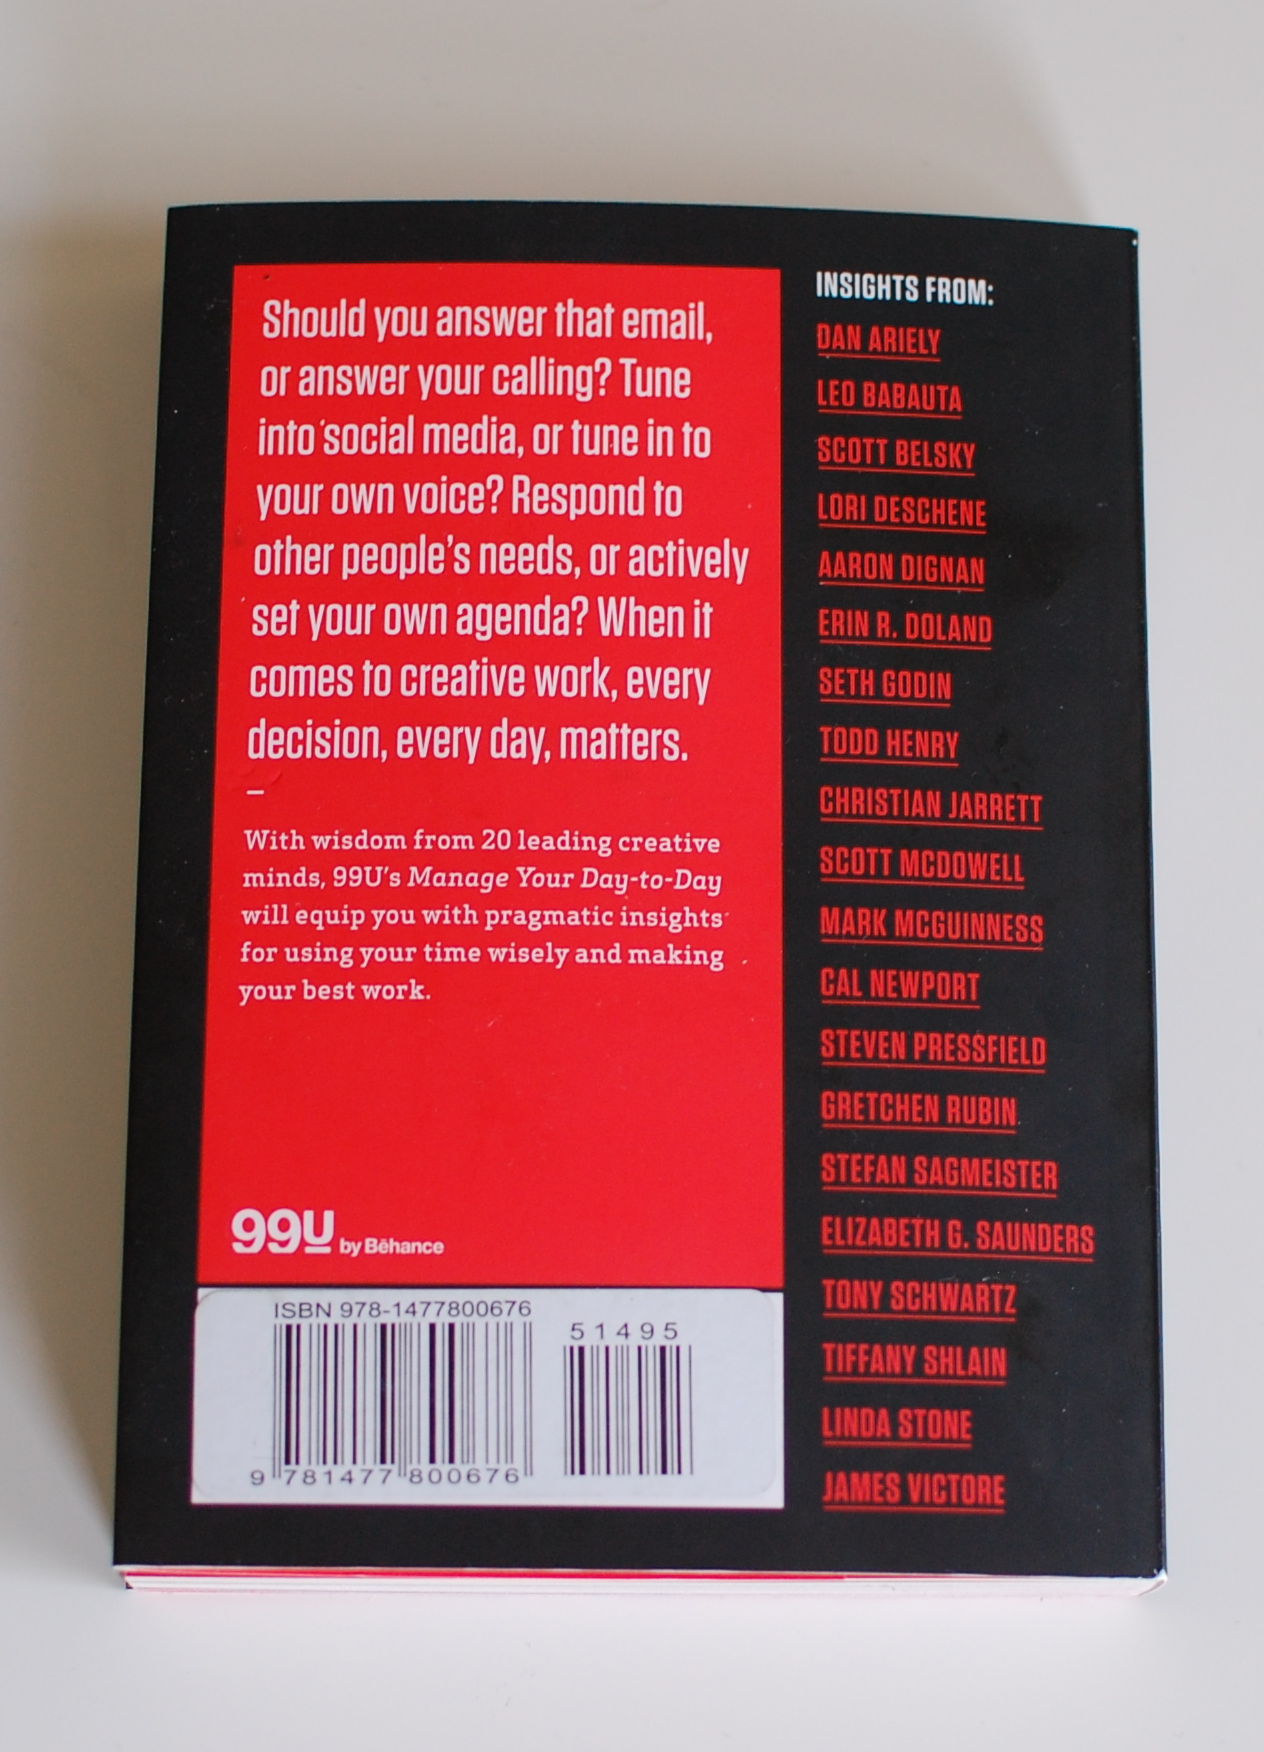 Should you answer that email,
or answer your calling? Tune
into social media, or tune in to
your own voice? Respond to
other people's needs, or actively
set your own agenda? When it
comes to creative work, every
decision, every day, matters.
–
With wisdom from 20 leading creative
minds, 99U's Manage Your Day-to-Day
will equip you with pragmatic insights
for using your time wisely and making
your best work.
99U by Bēhance
ISBN 978-1477800676
51495
9 781477 800676
INSIGHTS FROM:
DAN ARIELY
LEO BABAUTA
SCOTT BELSKY
LORI DESCHENE
AARON DIGNAN
ERIN R. DOLAND
SETH GODIN
TODD HENRY
CHRISTIAN JARRETT
SCOTT MCDOWELL
MARK MCGUINNESS
CAL NEWPORT
STEVEN PRESSFIELD
GRETCHEN RUBIN
STEFAN SAGMEISTER
ELIZABETH G. SAUNDERS
TONY SCHWARTZ
TIFFANY SHLAIN
LINDA STONE
JAMES VICTORE